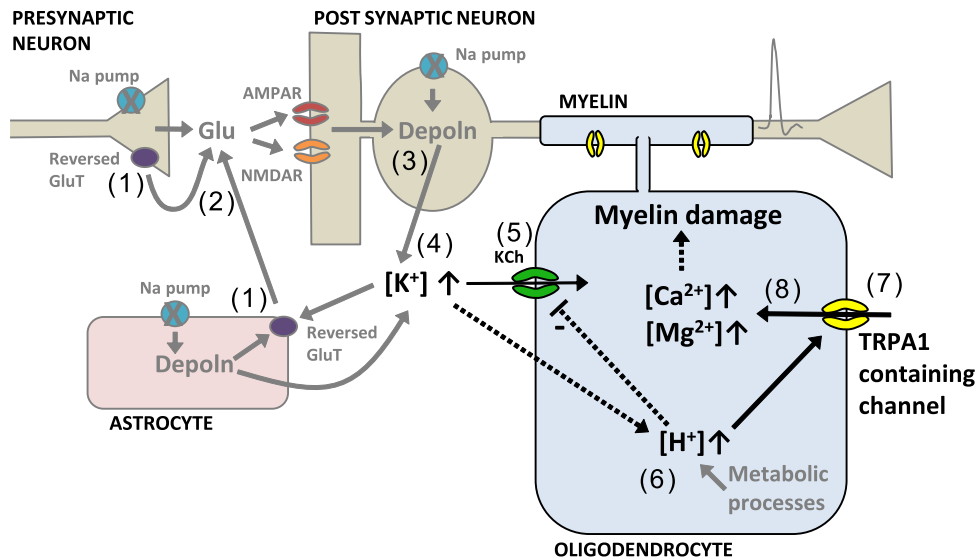 PRESYNAPTIC
NEURON
POST SYNAPTIC NEURON
Na pump
X
Na pump
X
AMPAR
MYELIN
Glu
Depoln
Reversed
GluT
(1)
(2)
NMDAR
(3)
Myelin damage
(4)
(5)
KCh
[K⁺] ↑
[Ca²⁺]↑
[Mg²⁺]↑
(8)
(7)
Na pump
X
(1)
Reversed
GluT
Depoln
ASTROCYTE
-
TRPA1
containing
channel
[H⁺]↑
(6)
Metabolic
processes
OLIGODENDROCYTE